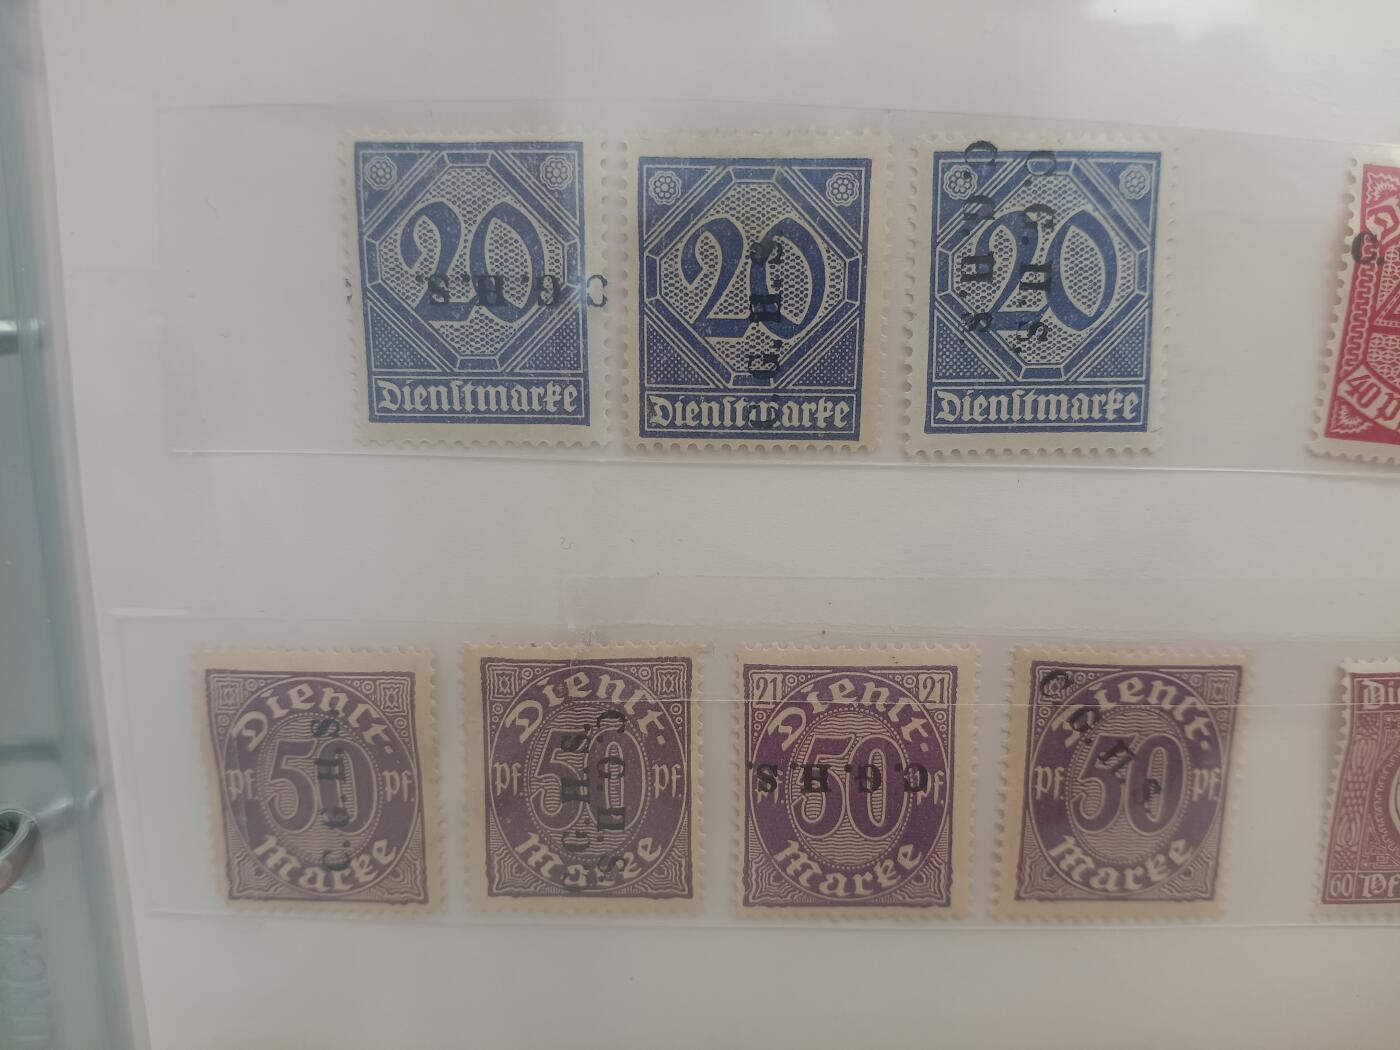 20
C.G.H.S.
Dienstmarke
20
C.G.H.S
Dienstmarke
20
C.G.H.S
C.G.H.S.
Dienstmarke
C.
Dienst-
Pf. 50 Pf.
C.G.H.S
Marke
Dienst-
Pf. 50 Pf.
C.G.H.S.
C.G.H.S
Marke
21 Dienst- 21
Pf. 50 Pf.
C.G.H.S.
Marke
Dienst-
Pf. 50 Pf.
C.G.H.S
Marke
60